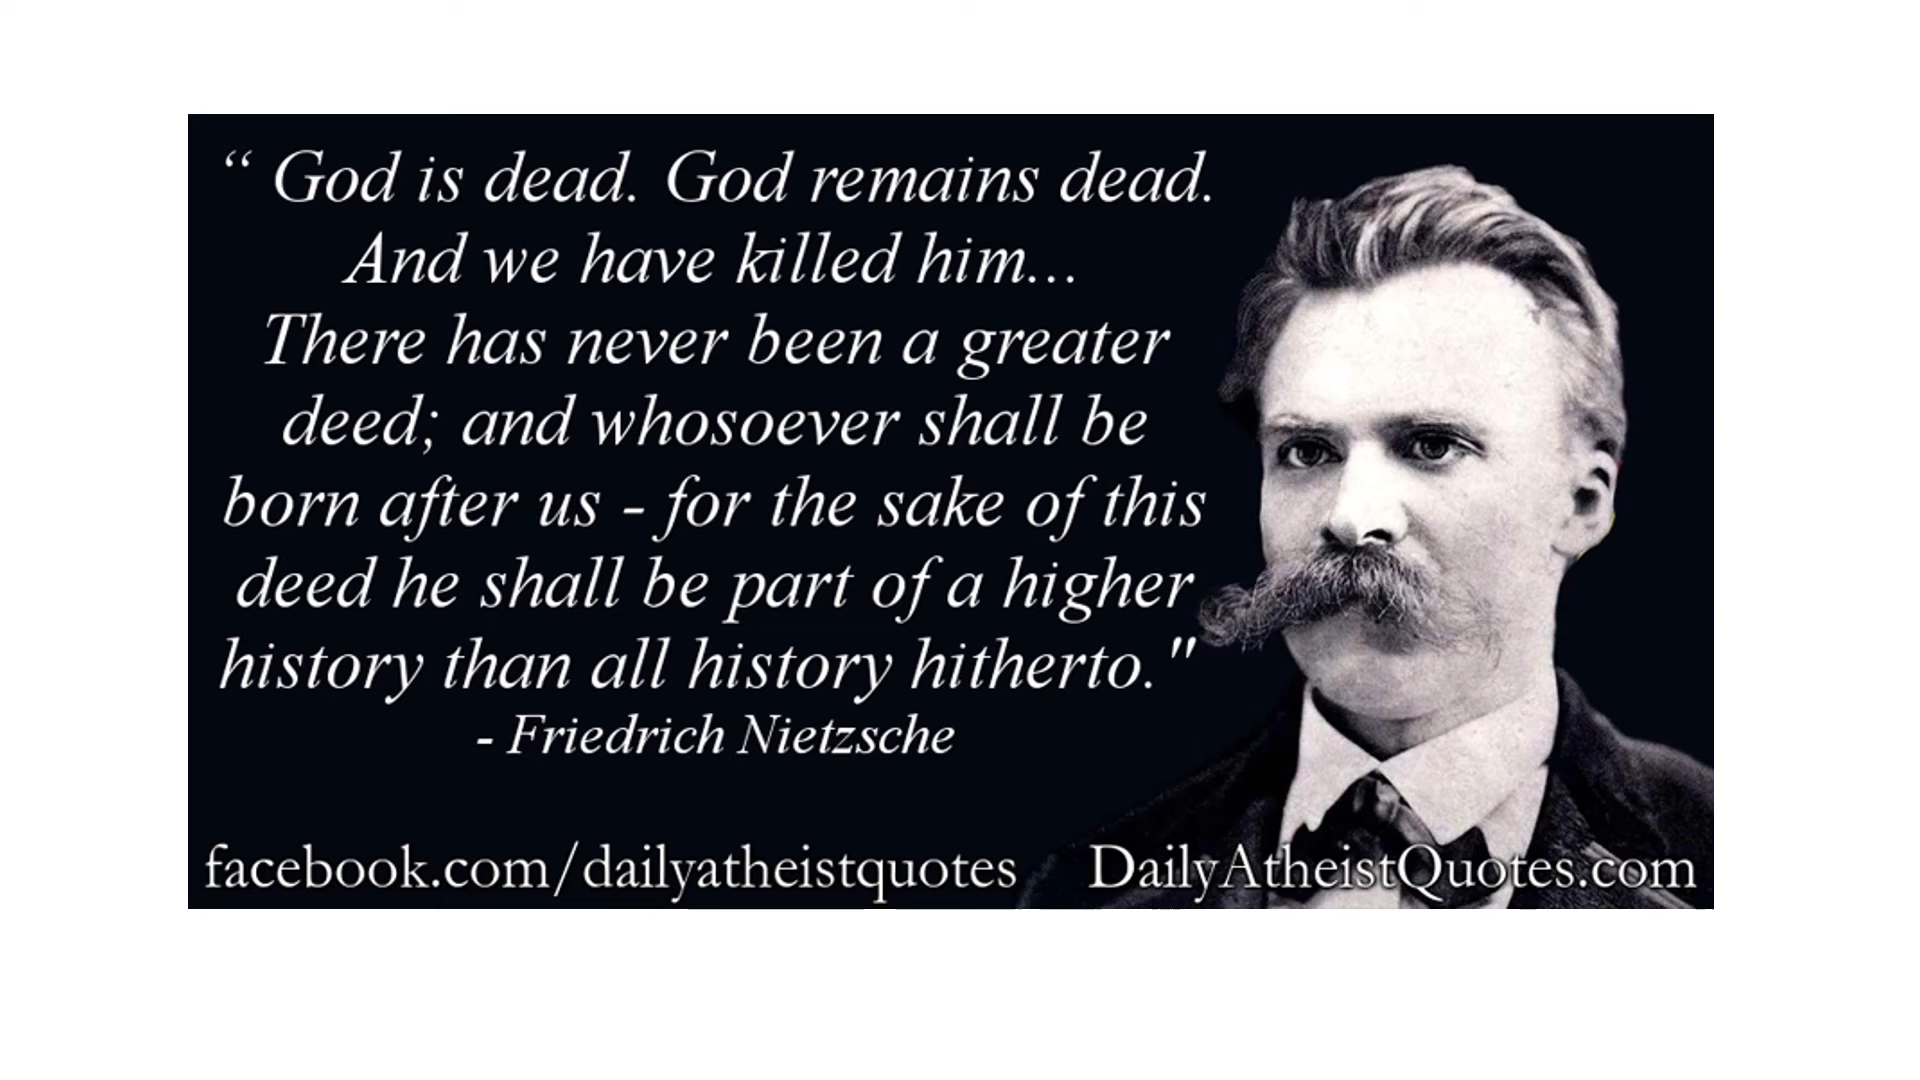 “ God is dead. God remains dead.
And we have killed him...
There has never been a greater
deed; and whosoever shall be
born after us - for the sake of this
deed he shall be part of a higher
history than all history hitherto."
- Friedrich Nietzsche
facebook.com/dailyatheistquotes DailyAtheistQuotes.com